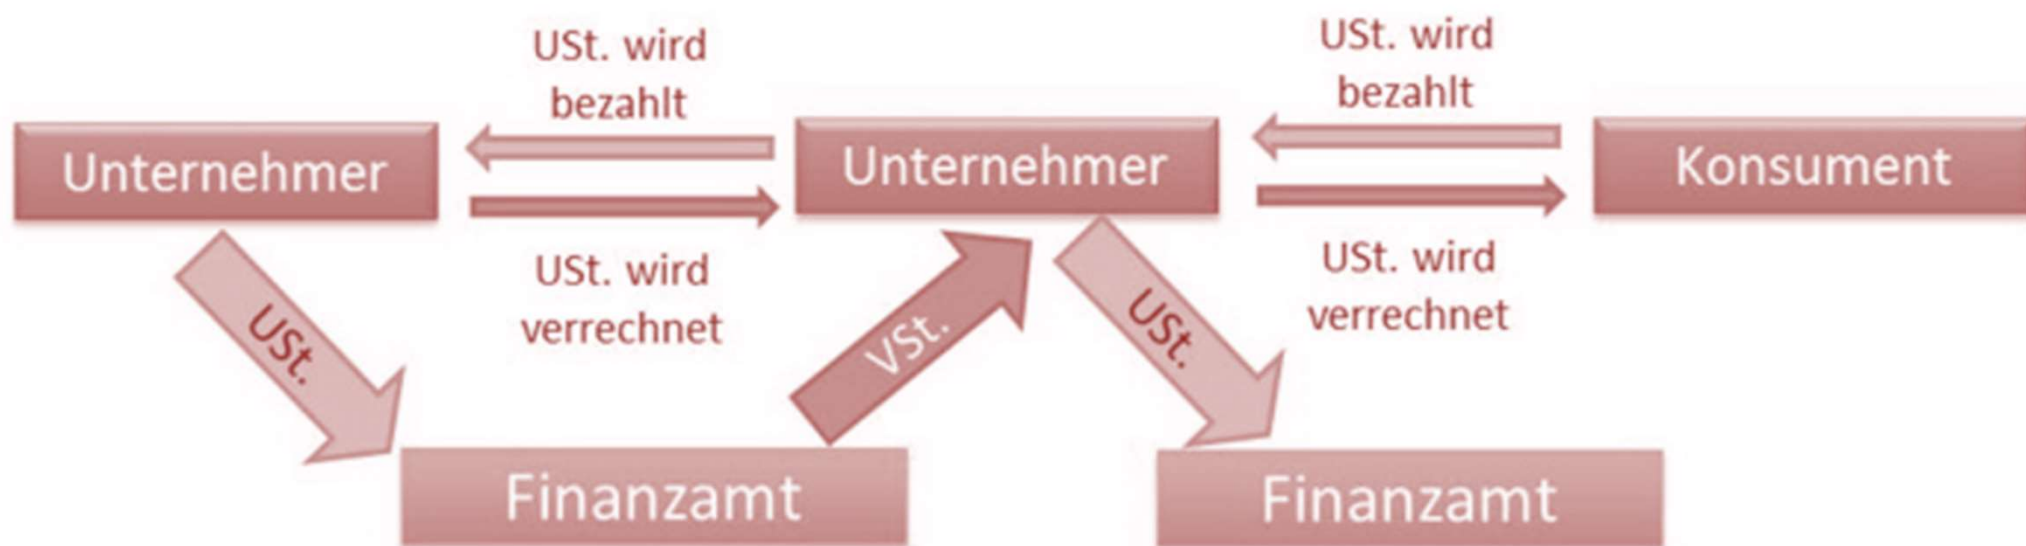 USt. wird
bezahlt
USt. wird
bezahlt
Unternehmer
Unternehmer
Konsument
USt. wird
verrechnet
USt. wird
verrechnet
USt.
VSt.
USt.
Finanzamt
Finanzamt